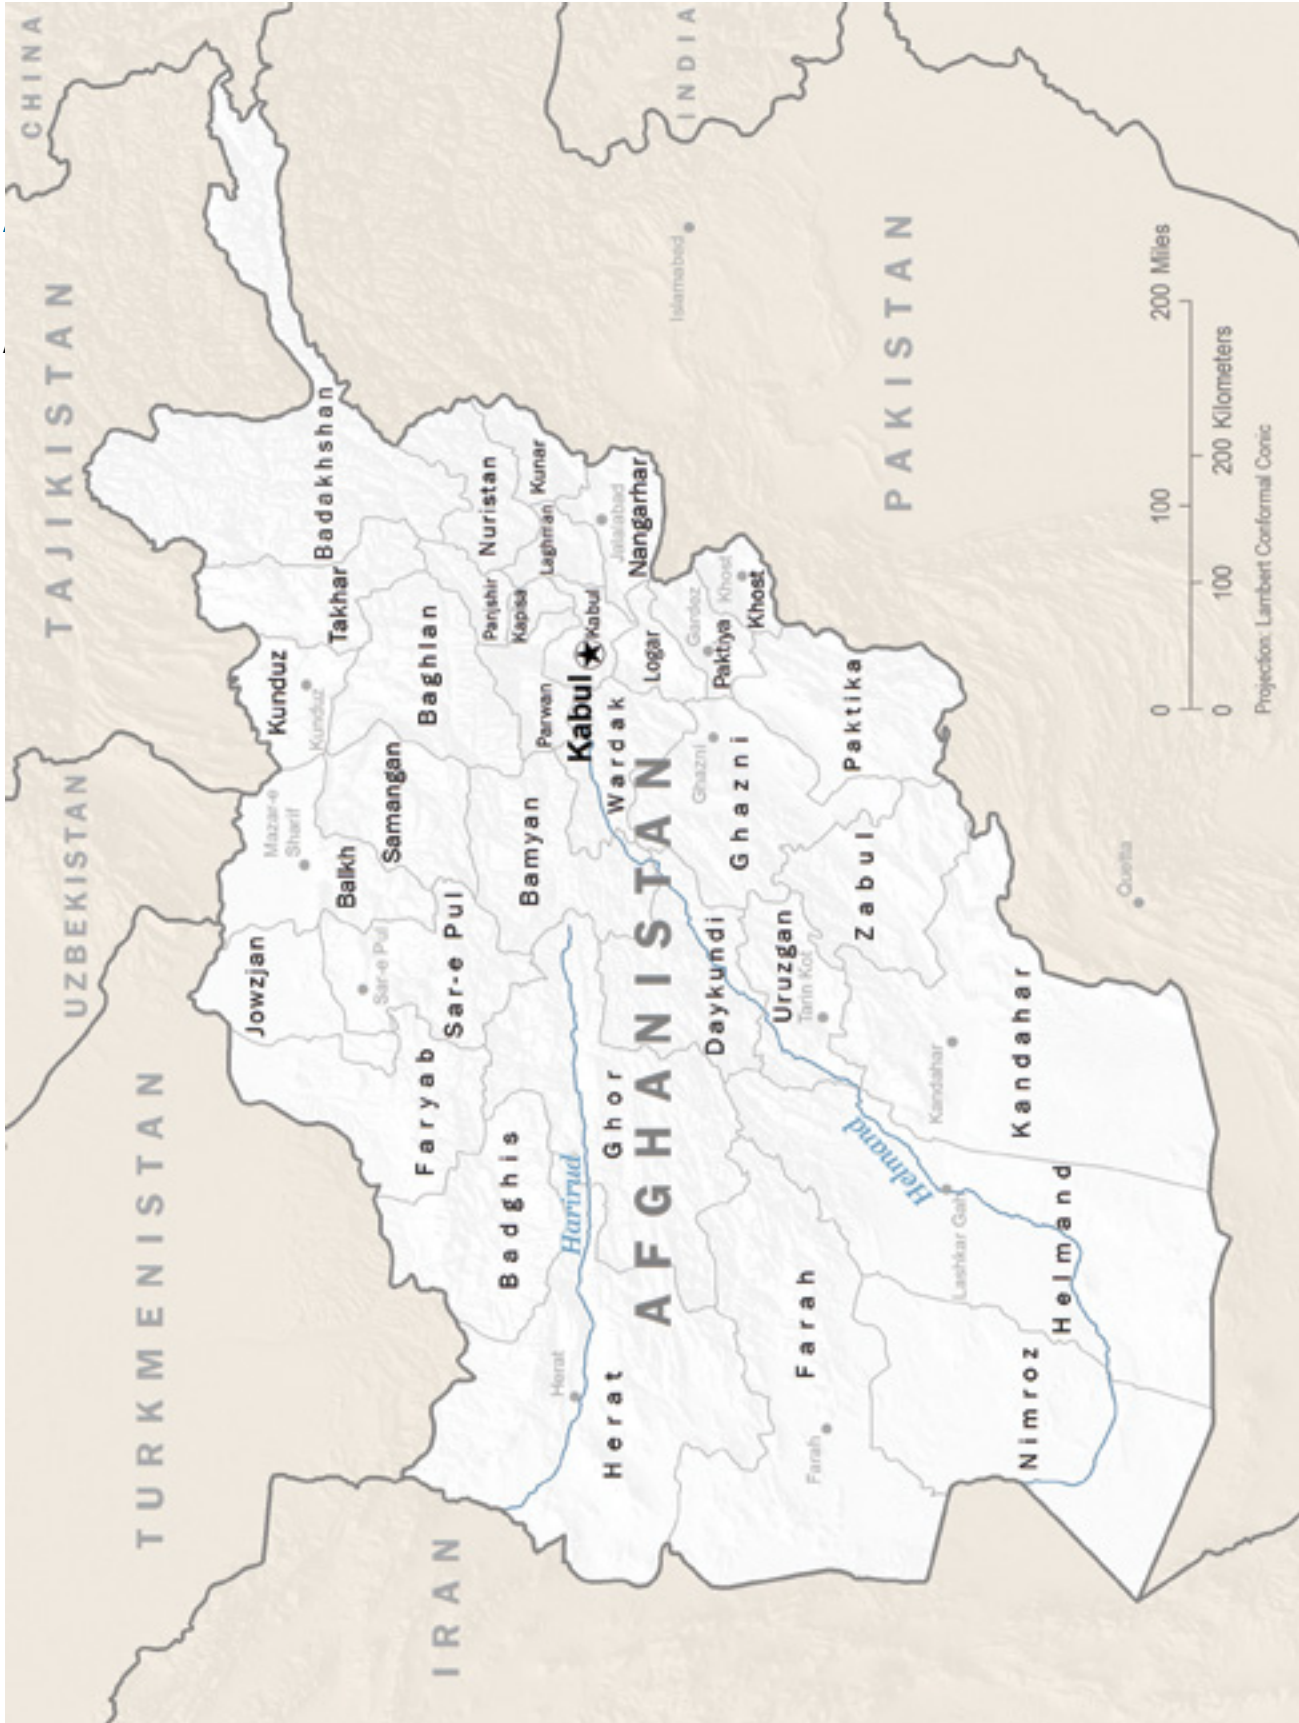 CHINA
TAJIKISTAN
UZBEKISTAN
TURKMENISTAN
IRAN
INDIA
PAKISTAN
AFGHANISTAN
Badakhshan
Takhar
Kunduz
Kunduz
Mazar-e
Sharif
Balkh
Jowzjan
Sar-e Pul
Sar-e Pul
Samangan
Baghlan
Faryab
Badghis
Bamyan
Parwan
Panjshir
Kapisa
Nuristan
Laghman
Kunar
Jalalabad
Nangarhar
Kabul
Kabul
Wardak
Logar
Gardez
Paktiya
Khost
Khost
Harirud
Herat
Herat
Ghor
Daykundi
Ghazni
Ghazni
Paktika
Uruzgan
Tarin Kot
Zabul
Farah
Farah
Helmand
Kandahar
Kandahar
Lashkar Gah
Helmand
Nimroz
Islamabad
Quetta
0 100 200 Miles
0 100 200 Kilometers
Projection: Lambert Conformal Conic